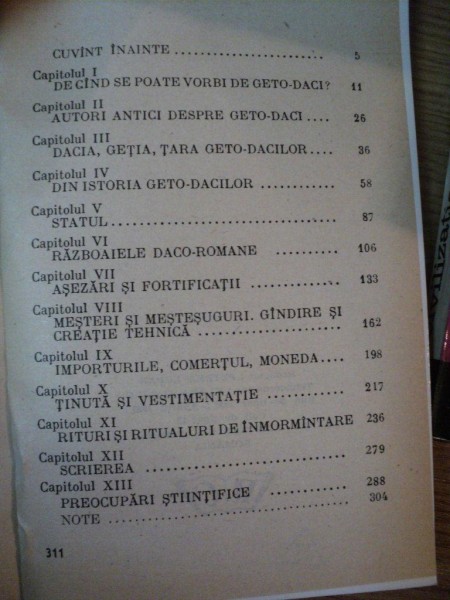 CUVÎNT ÎNAINTE .................... 5
Capitolul I
DE CÎND SE POATE VORBI DE GETO-DACI? 11
Capitolul II
AUTORI ANTICI DESPRE GETO-DACI .... 26
Capitolul III
DACIA, GEȚIA, ȚARA GETO-DACILOR .... 36
Capitolul IV
DIN ISTORIA GETO-DACILOR ............ 58
Capitolul V
STATUL .................................. 87
Capitolul VI
RĂZBOAIELE DACO-ROMANE ............ 106
Capitolul VII
AȘEZĂRI ȘI FORTIFICAȚII .............. 133
Capitolul VIII
MEȘTERI ȘI MEȘTEȘUGURI. GÎNDIRE ȘI
CREAȚIE TEHNICĂ .................. 162
Capitolul IX
IMPORTURILE, COMERȚUL, MONEDA .... 198
Capitolul X
ȚINUTĂ ȘI VESTIMENTAȚIE ............ 217
Capitolul XI
RITURI ȘI RITUALURI DE ÎNMORMÎNTARE 236
Capitolul XII
SCRIEREA ............................ 279
Capitolul XIII
PREOCUPĂRI ȘTIINȚIFICE ............ 288
NOTE .................................. 304
311